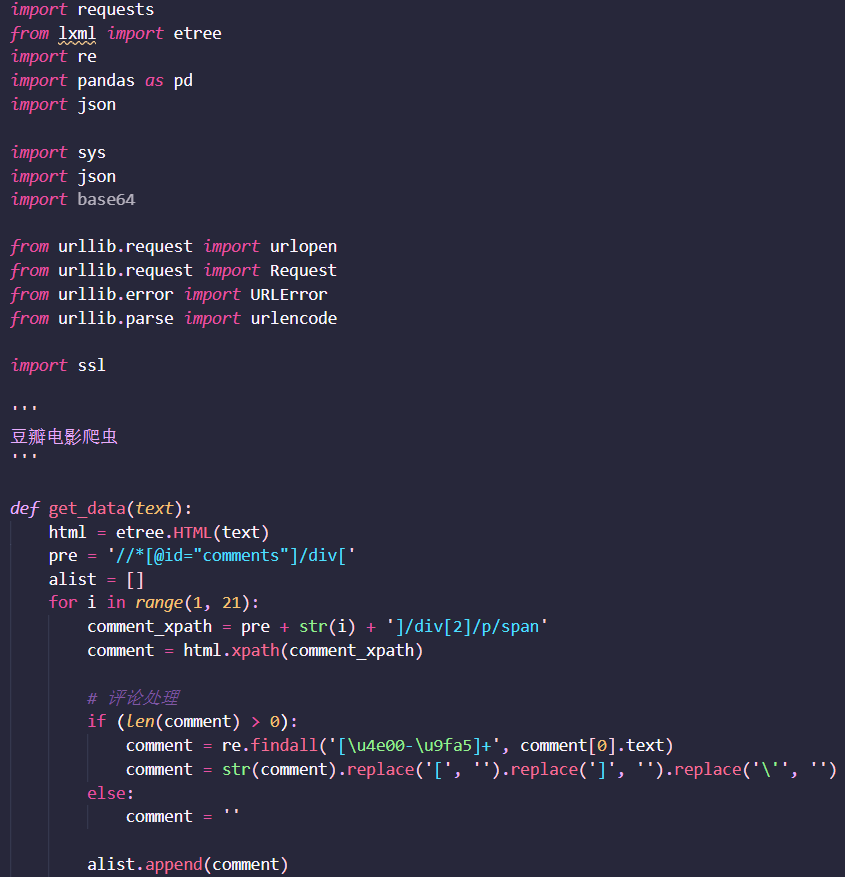 import requests
from lxml import etree
import re
import pandas as pd
import json
import sys
import json
import base64
from urllib.request import urlopen
from urllib.request import Request
from urllib.error import URLError
from urllib.parse import urlencode
import ssl
'''
豆瓣电影爬虫
'''
def get_data(text):
    html = etree.HTML(text)
    pre = '//*[@id="comments"]/div['
    alist = []
    for i in range(1, 21):
        comment_xpath = pre + str(i) + ']/div[2]/p/span'
        comment = html.xpath(comment_xpath)
        # 评论处理
        if (len(comment) > 0):
            comment = re.findall('[\u4e00-\u9fa5]+', comment[0].text)
            comment = str(comment).replace('[', '').replace(']', '').replace('\'', '')
        else:
            comment = ''
        alist.append(comment)